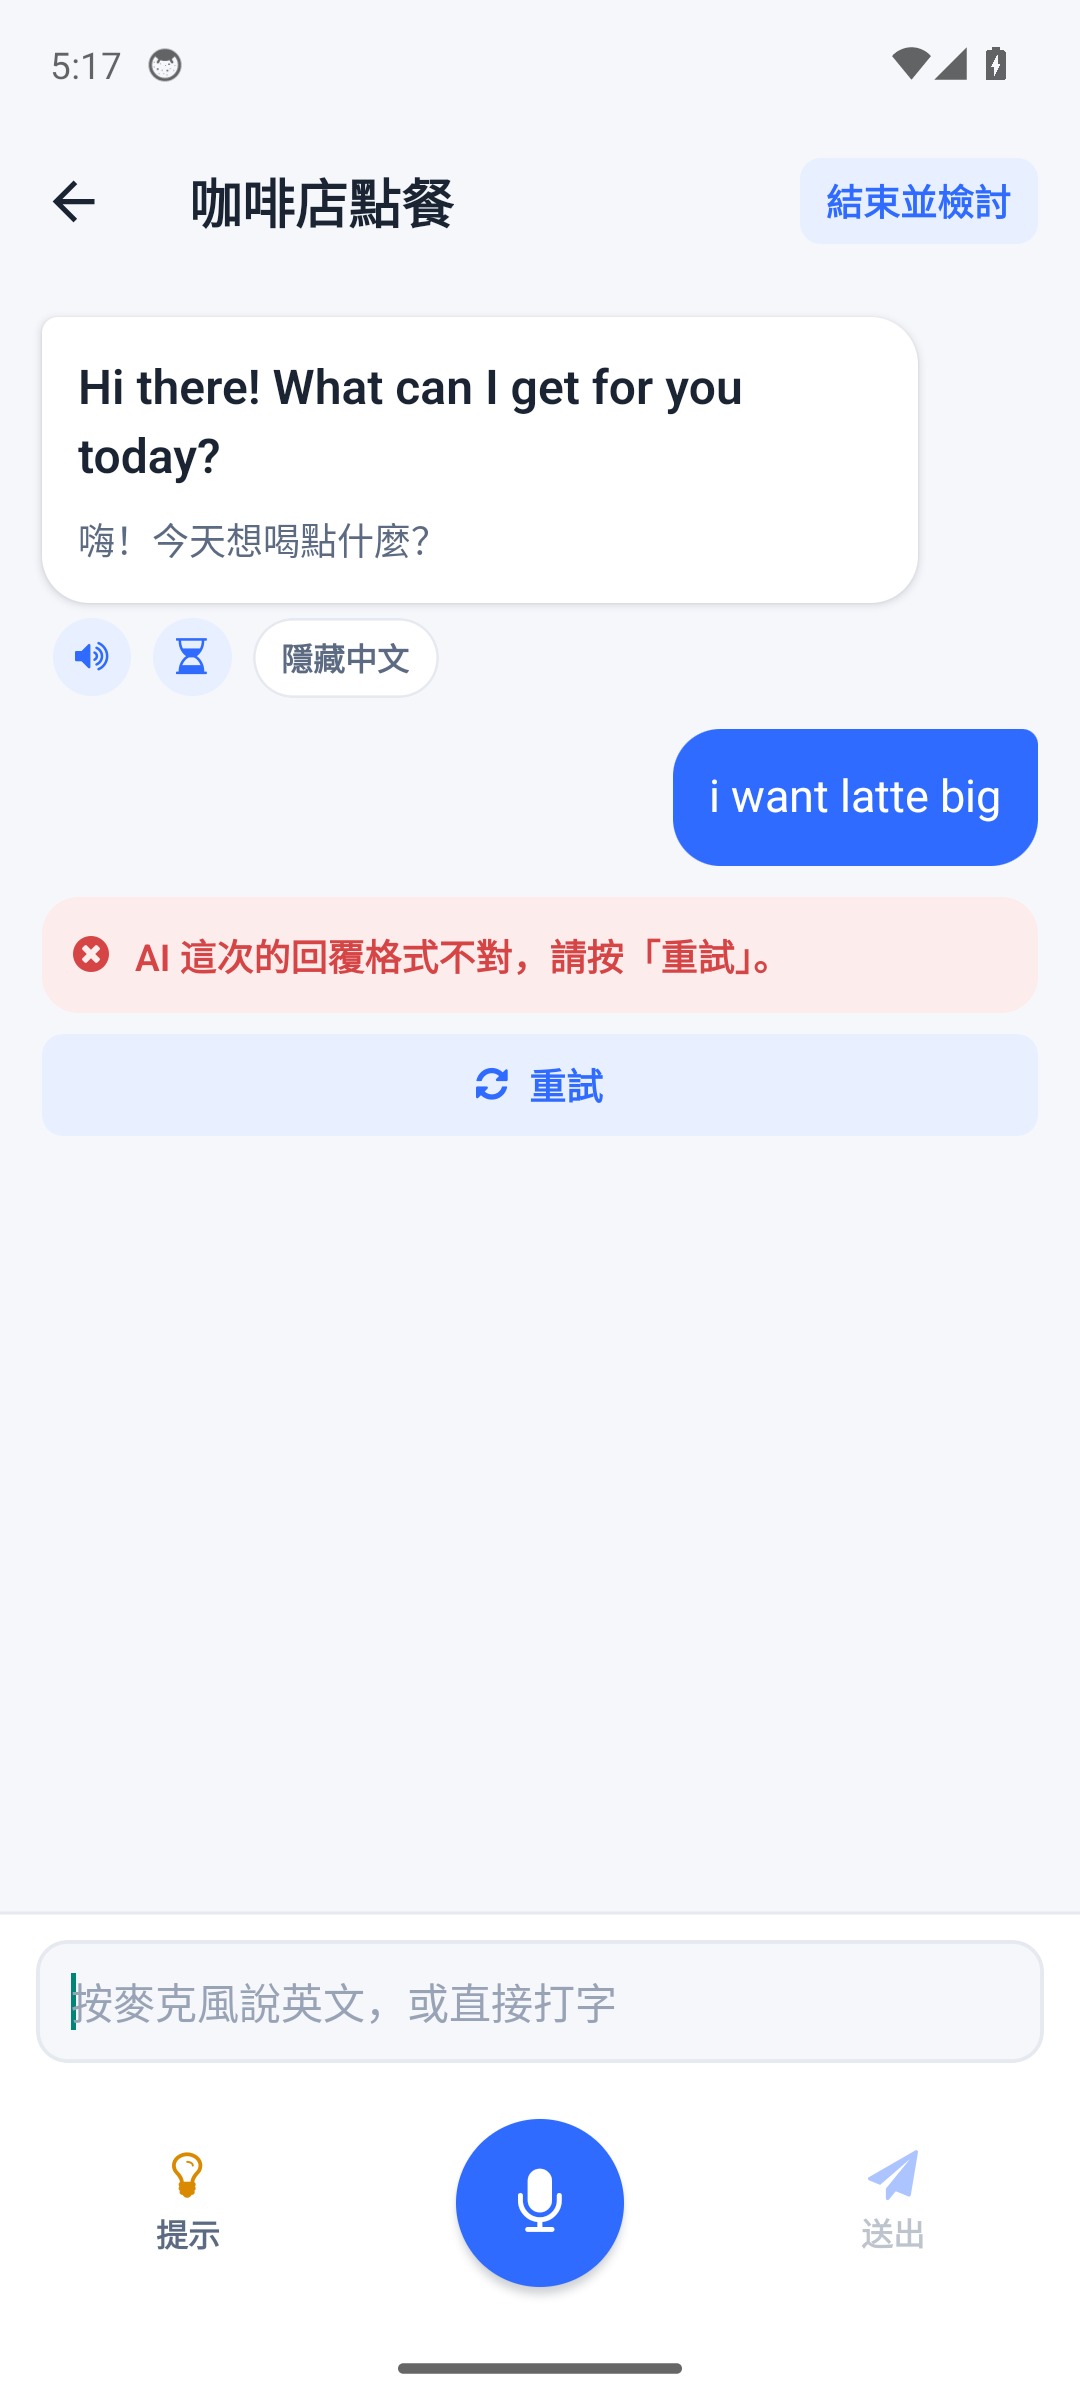 5:17
咖啡店點餐
結束並檢討
Hi there! What can I get for you
today?
嗨！今天想喝點什麼？
隱藏中文
i want latte big
AI 這次的回覆格式不對，請按「重試」。
重試
按麥克風說英文，或直接打字
提示
送出